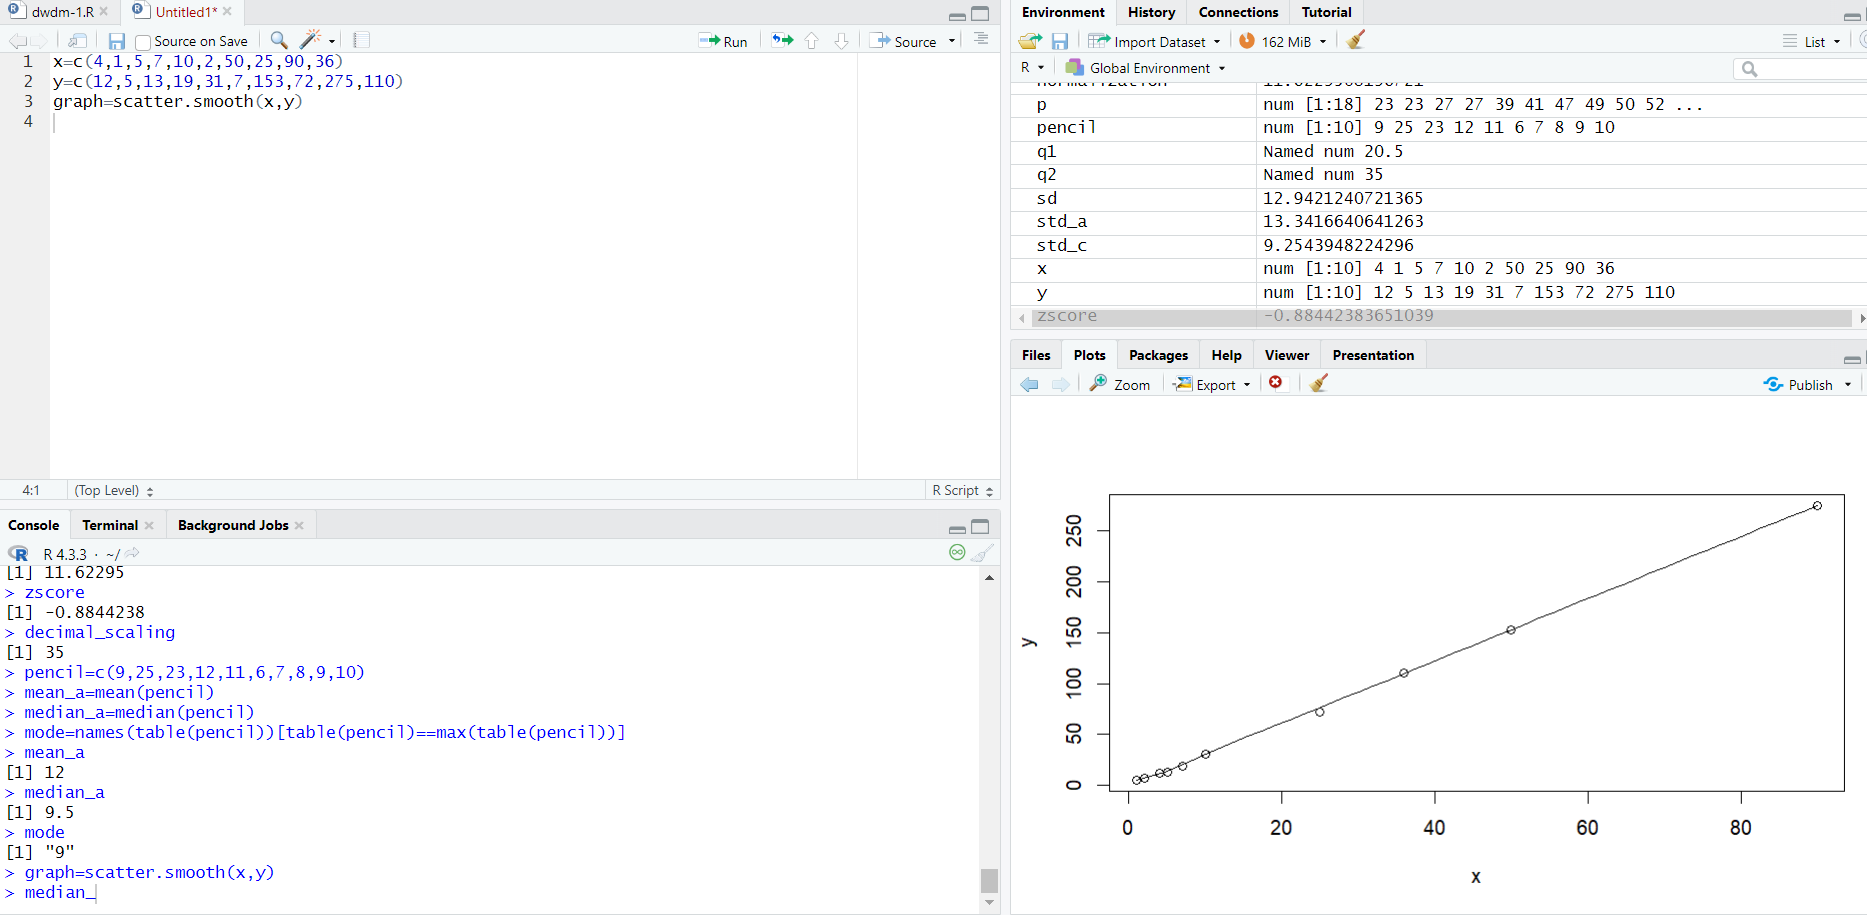 dwdm-1.R
Untitled1*
Source on Save
Run
Source
1 x=c(4,1,5,7,10,2,50,25,90,36)
2 y=c(12,5,13,19,31,7,153,72,275,110)
3 graph=scatter.smooth(x,y)
4
4:1 (Top Level) R Script
Console Terminal Background Jobs
R 4.3.3 · ~/
[1] 11.62295
> zscore
[1] -0.8844238
> decimal_scaling
[1] 35
> pencil=c(9,25,23,12,11,6,7,8,9,10)
> mean_a=mean(pencil)
> median_a=median(pencil)
> mode=names(table(pencil))[table(pencil)==max(table(pencil))]
> mean_a
[1] 12
> median_a
[1] 9.5
> mode
[1] "9"
> graph=scatter.smooth(x,y)
> median_
Environment History Connections Tutorial
Import Dataset 162 MiB List
R Global Environment
normalization 11.6229508196721
p num [1:18] 23 23 27 27 39 41 47 49 50 52 ...
pencil num [1:10] 9 25 23 12 11 6 7 8 9 10
q1 Named num 20.5
q2 Named num 35
sd 12.9421240721365
std_a 13.3416640641263
std_c 9.2543948224296
x num [1:10] 4 1 5 7 10 2 50 25 90 36
y num [1:10] 12 5 13 19 31 7 153 72 275 110
zscore -0.88442383651039
Files Plots Packages Help Viewer Presentation
Zoom Export Publish
250
200
150
100
50
0
y
0 20 40 60 80
x